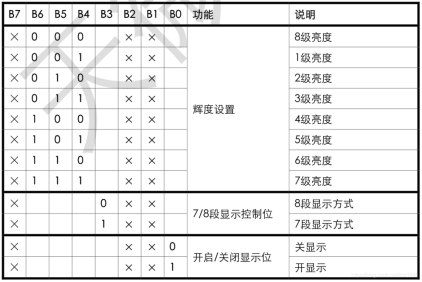 B7 B6 B5 B4 B3 B2 B1 B0 功能 说明
× 0 0 0 × × 8级亮度
× 0 0 1 × × 1级亮度
× 0 1 0 × × 2级亮度
× 0 1 1 × × 3级亮度
辉度设置
× 1 0 0 × × 4级亮度
× 1 0 1 × × 5级亮度
× 1 1 0 × × 6级亮度
× 1 1 1 × × 7级亮度
× 0 × × 8段显示方式
7/8段显示控制位
× 1 × × 7段显示方式
× × × 0 关显示
开启/关闭显示位
× × × 1 开显示